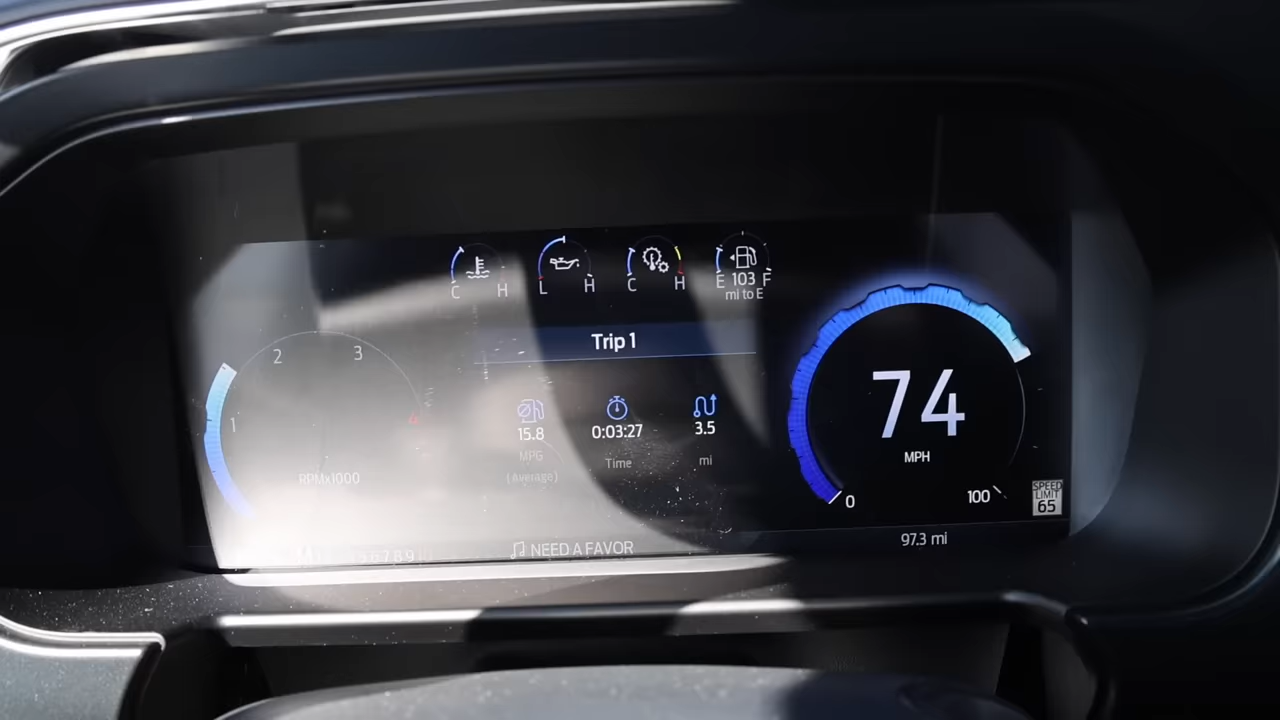 C H
L H
C H
E 103 F
mi to E
Trip 1
2 3
1
RPMx1000
15.8
MPG
(Average)
0:03:27
Time
3.5
mi
NEED A FAVOR
74
MPH
0 100
SPEED
LIMIT
65
97.3 mi